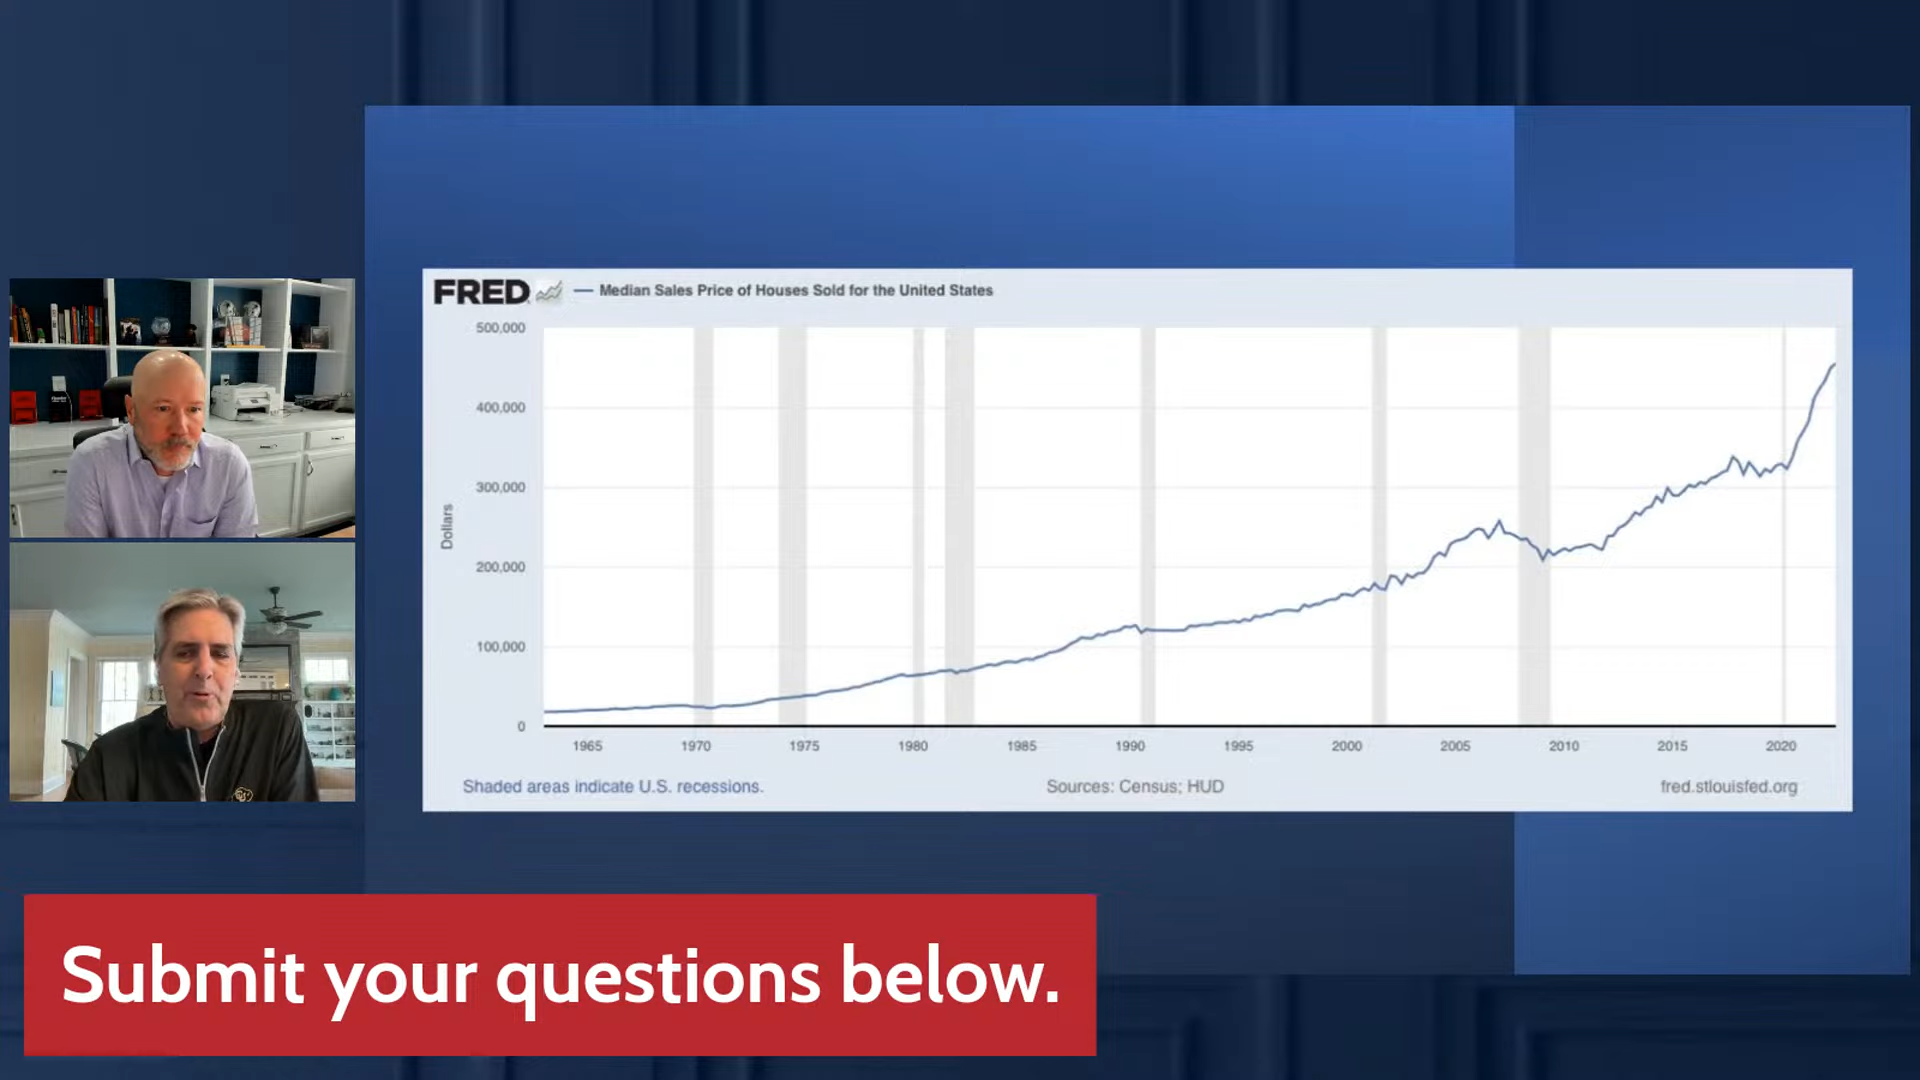 FRED
Median Sales Price of Houses Sold for the United States
500,000
400,000
300,000
200,000
100,000
0
Dollars
1965 1970 1975 1980 1985 1990 1995 2000 2005 2010 2015 2020
Shaded areas indicate U.S. recessions. Sources: Census; HUD fred.stlouisfed.org
Submit your questions below.